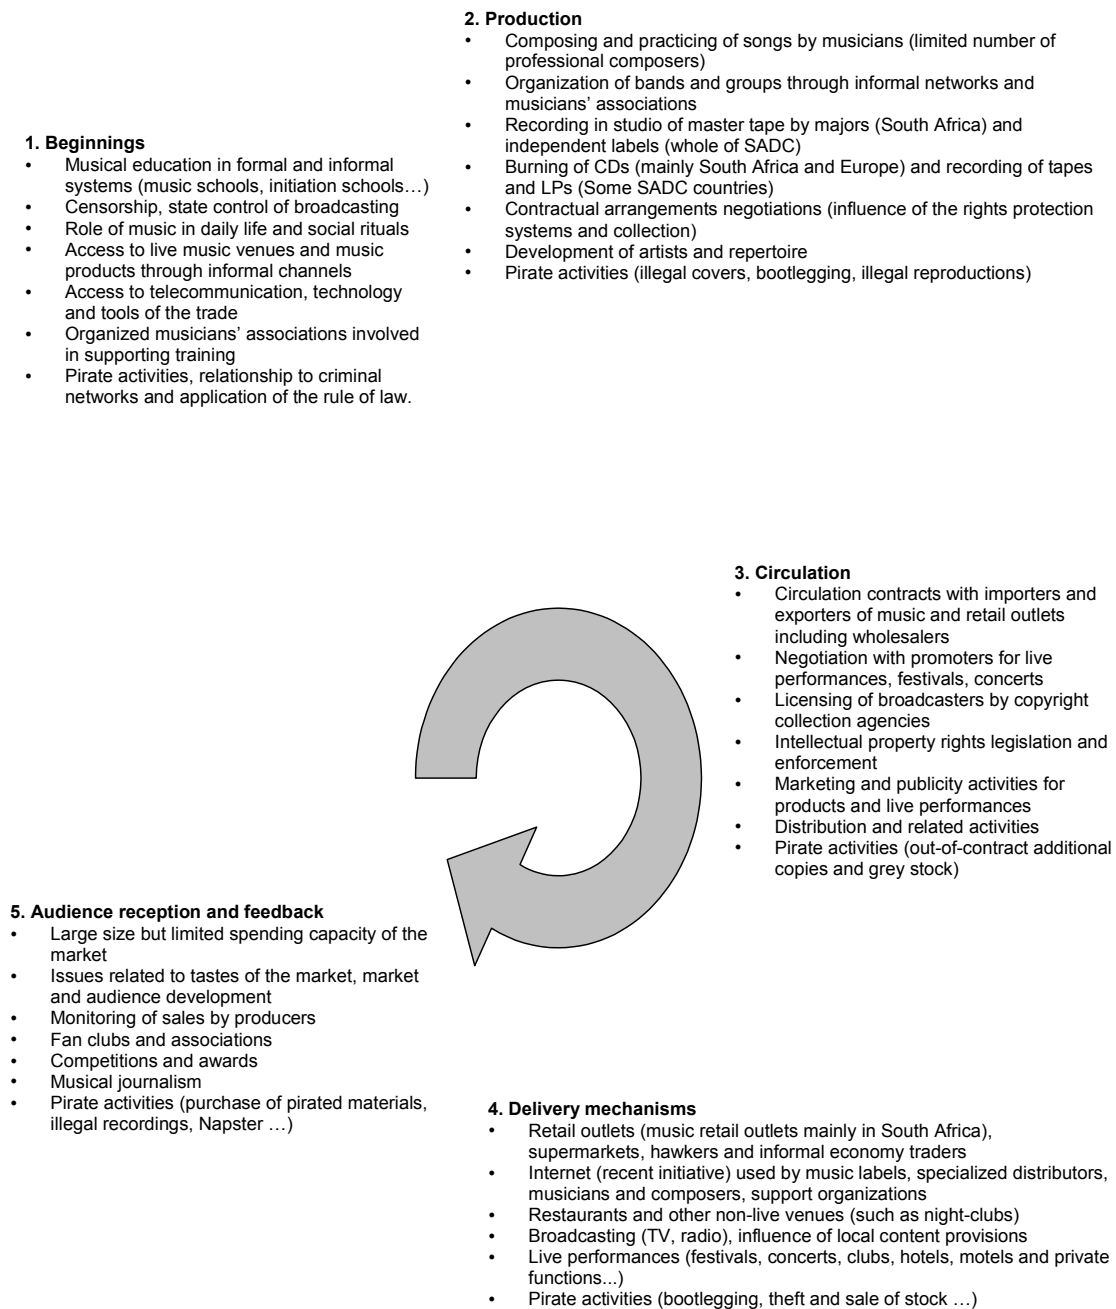 2. Production
• Composing and practicing of songs by musicians (limited number of
professional composers)
• Organization of bands and groups through informal networks and
musicians’ associations
• Recording in studio of master tape by majors (South Africa) and
independent labels (whole of SADC)
• Burning of CDs (mainly South Africa and Europe) and recording of tapes
and LPs (Some SADC countries)
• Contractual arrangements negotiations (influence of the rights protection
systems and collection)
• Development of artists and repertoire
• Pirate activities (illegal covers, bootlegging, illegal reproductions)
1. Beginnings
• Musical education in formal and informal
systems (music schools, initiation schools…)
• Censorship, state control of broadcasting
• Role of music in daily life and social rituals
• Access to live music venues and music
products through informal channels
• Access to telecommunication, technology
and tools of the trade
• Organized musicians’ associations involved
in supporting training
• Pirate activities, relationship to criminal
networks and application of the rule of law.
3. Circulation
• Circulation contracts with importers and
exporters of music and retail outlets
including wholesalers
• Negotiation with promoters for live
performances, festivals, concerts
• Licensing of broadcasters by copyright
collection agencies
• Intellectual property rights legislation and
enforcement
• Marketing and publicity activities for
products and live performances
• Distribution and related activities
• Pirate activities (out-of-contract additional
copies and grey stock)
5. Audience reception and feedback
• Large size but limited spending capacity of the
market
• Issues related to tastes of the market, market
and audience development
• Monitoring of sales by producers
• Fan clubs and associations
• Competitions and awards
• Musical journalism
• Pirate activities (purchase of pirated materials,
illegal recordings, Napster …)
4. Delivery mechanisms
• Retail outlets (music retail outlets mainly in South Africa),
supermarkets, hawkers and informal economy traders
• Internet (recent initiative) used by music labels, specialized distributors,
musicians and composers, support organizations
• Restaurants and other non-live venues (such as night-clubs)
• Broadcasting (TV, radio), influence of local content provisions
• Live performances (festivals, concerts, clubs, hotels, motels and private
functions...)
• Pirate activities (bootlegging, theft and sale of stock …)